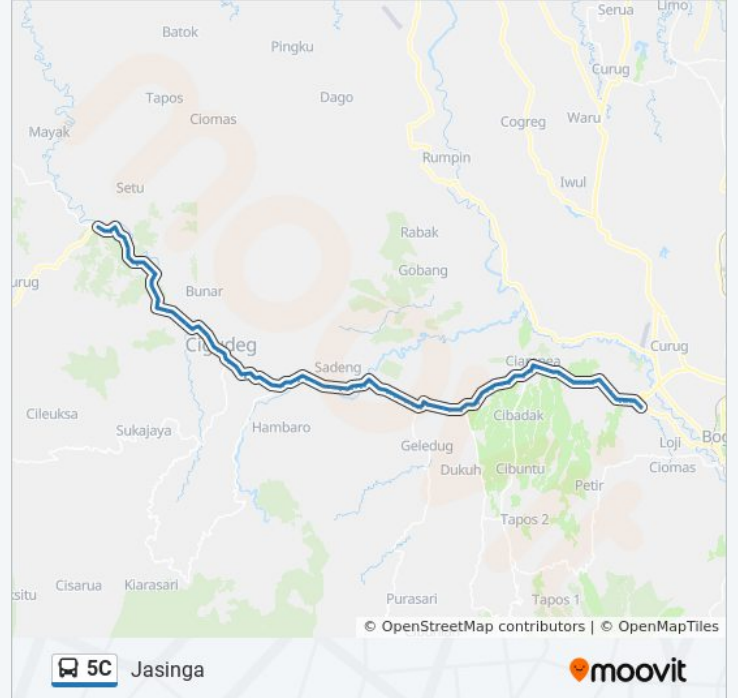 Serua
Limo
Batok
Pingku
Curug
Tapos
Dago
Ciomas
Cogreg
Waru
Mayak
Rumpin
Setu
Iwul
Rabak
Gobang
urug
Bunar
Cigudeg
Curug
Sadeng
Ciampea
Cileuksa
Cibadak
Sukajaya
Hambaro
Geledug
Loji
Bog
Dukuh
Cibuntu
Ciomas
Petir
Tapos 2
Cisarua
Kiarasari
situ
Purasari
Tapos 1
© OpenStreetMap contributors | © OpenMapTiles
5C Jasinga
moovit